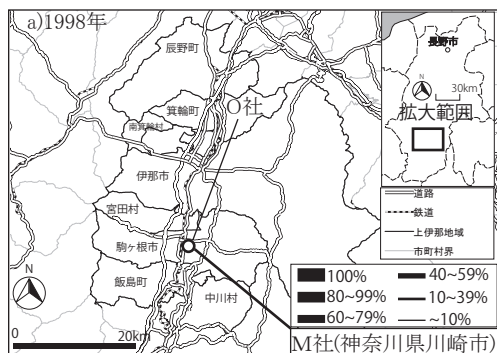 a)1998年
辰野町
箕輪町
O社
南箕輪村
伊那市
宮田村
駒ヶ根市
飯島町
中川村
N
0
20km
M社(神奈川県川崎市)
長野市
N
30km
拡大範囲
道路
鉄道
上伊那地域
市町村界
100%
80~99%
60~79%
40~59%
10~39%
~10%